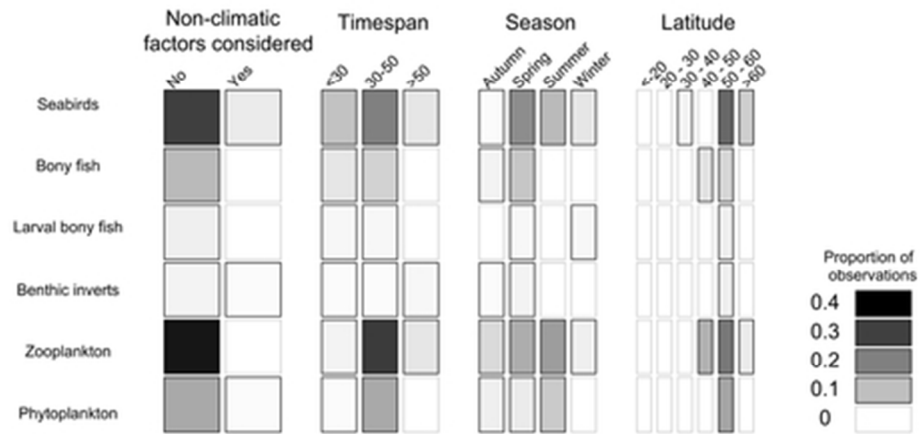 Non-climatic
factors considered
Timespan
Season
Latitude
No
Yes
<30
30-50
>50
Autumn
Spring
Summer
Winter
<-20
20 - 30
30 - 40
40 - 50
50 - 60
>60
Seabirds
Bony fish
Larval bony fish
Benthic inverts
Zooplankton
Phytoplankton
Proportion of
observations
0.4
0.3
0.2
0.1
0